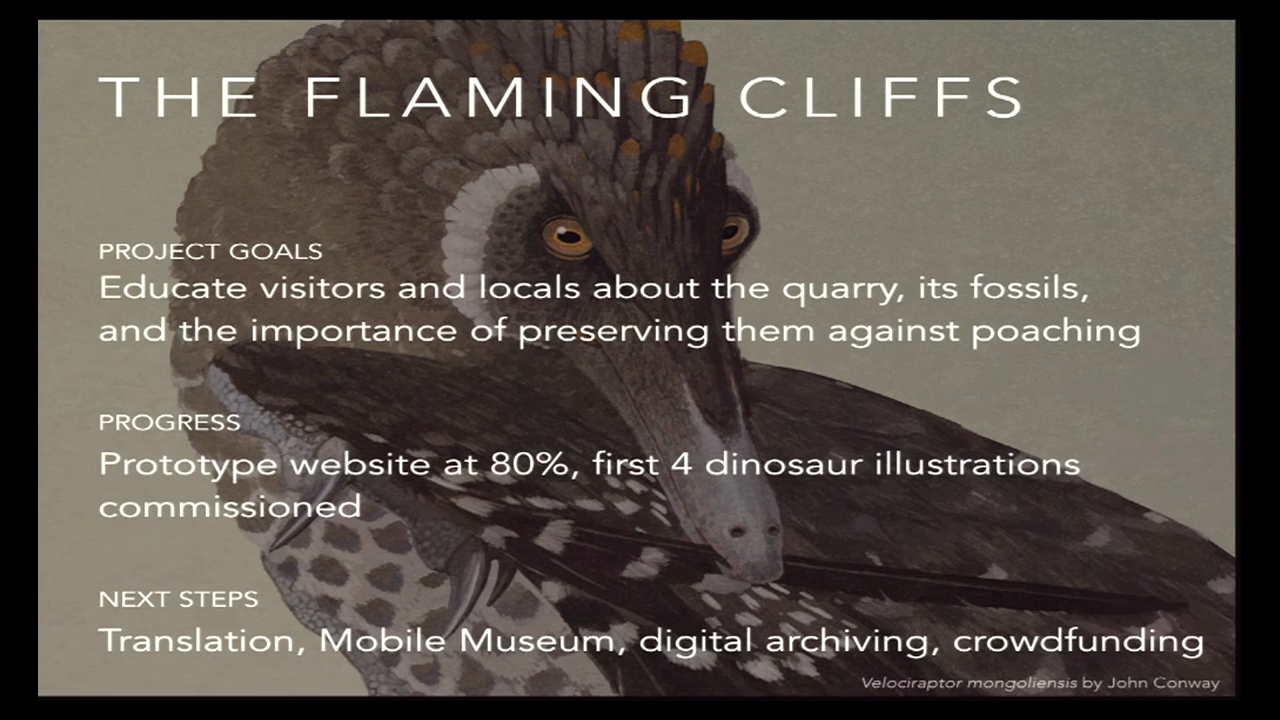 THE FLAMING CLIFFS
PROJECT GOALS
Educate visitors and locals about the quarry, its fossils,
and the importance of preserving them against poaching
PROGRESS
Prototype website at 80%, first 4 dinosaur illustrations
commissioned
NEXT STEPS
Translation, Mobile Museum, digital archiving, crowdfunding
Velociraptor mongoliensis by John Conway